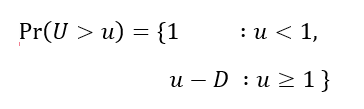 Pr(U > u) = {1 : u < 1,
u − D : u ≥ 1 }